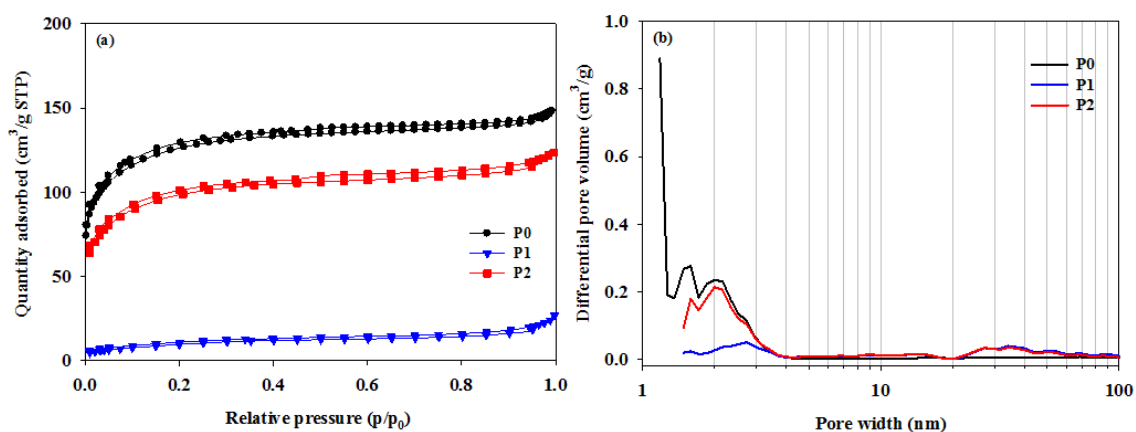 (a)
Quantity adsorbed (cm³/g STP)
200
150
100
50
0
P0
P1
P2
0.0 0.2 0.4 0.6 0.8 1.0
Relative pressure (p/p₀)
(b)
Differential pore volume (cm³/g)
1.0
0.8
0.6
0.4
0.2
0.0
P0
P1
P2
1 10 100
Pore width (nm)